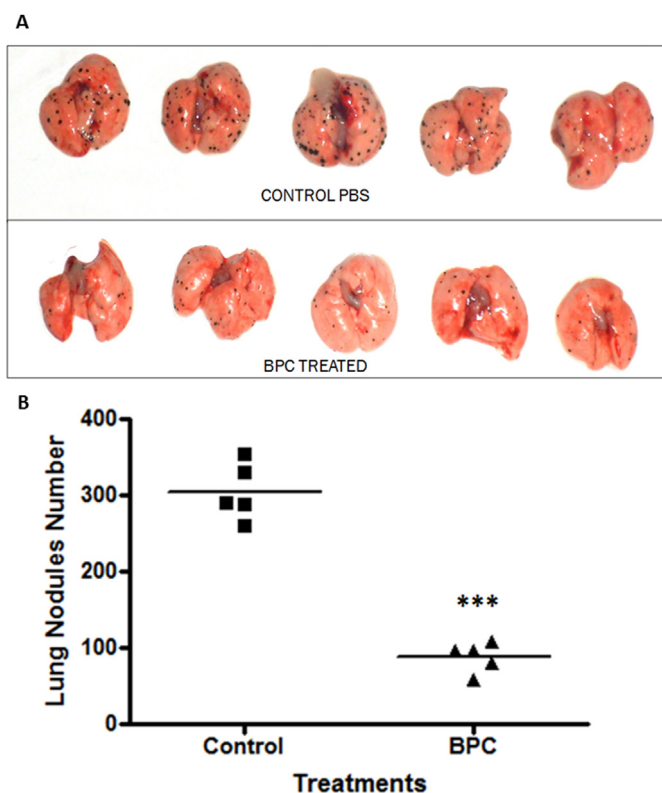 A
CONTROL PBS
BPC TREATED
B
400
300
200
100
0
Lung Nodules Number
***
Control
BPC
Treatments